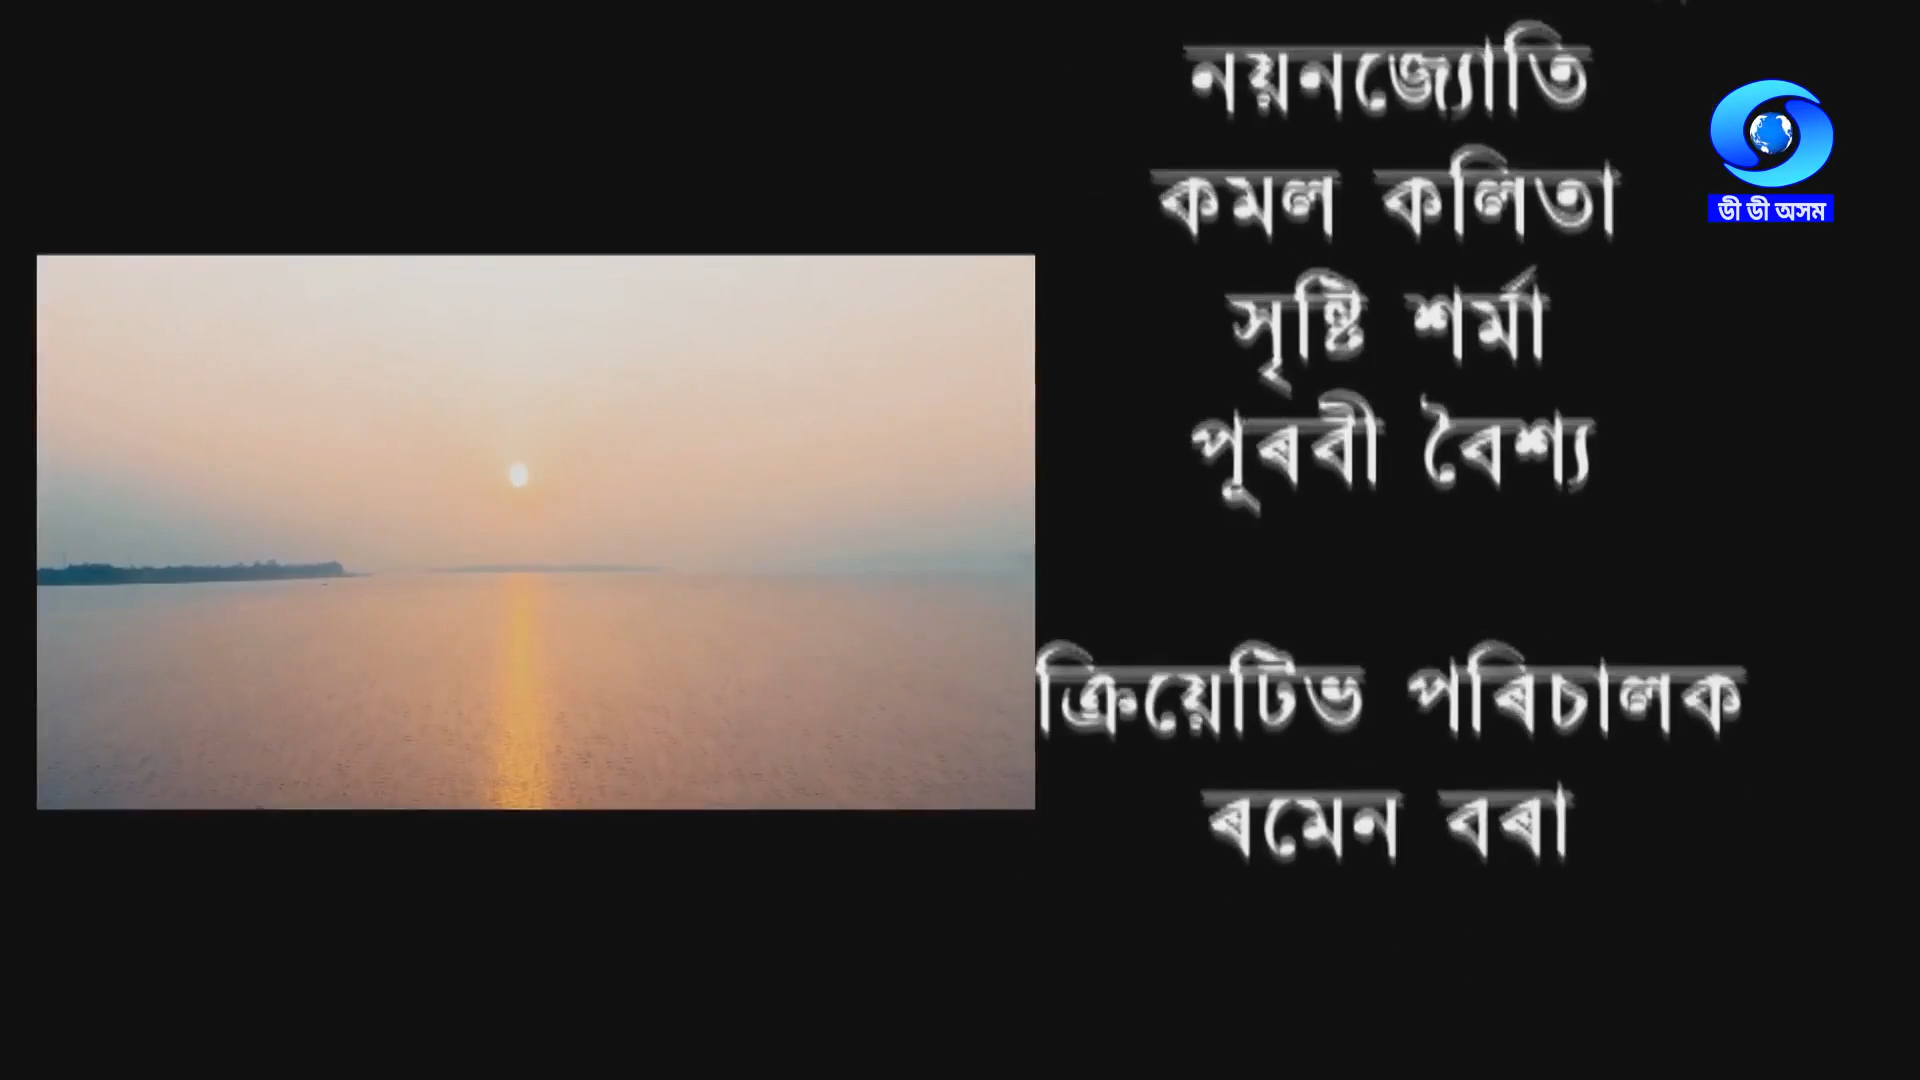 নয়নজ্যোতি
কমল কলিতা
সৃষ্টি শৰ্মা
পূৰবী বৈশ্য
ক্ৰিয়েটিভ পৰিচালক
ৰমেন বৰা
ডী ডী অসম